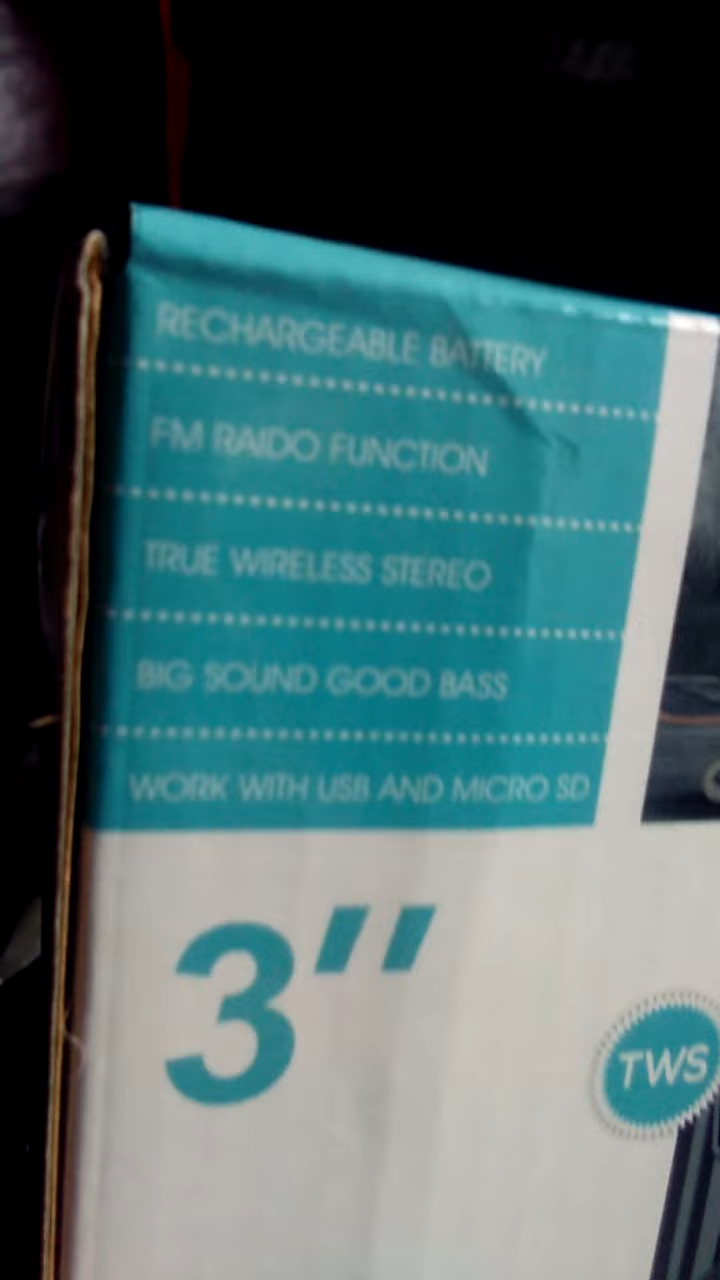 RECHARGEABLE BATTERY
FM RAIDO FUNCTION
TRUE WIRELESS STEREO
BIG SOUND GOOD BASS
WORK WITH USB AND MICRO SD
3"
TWS